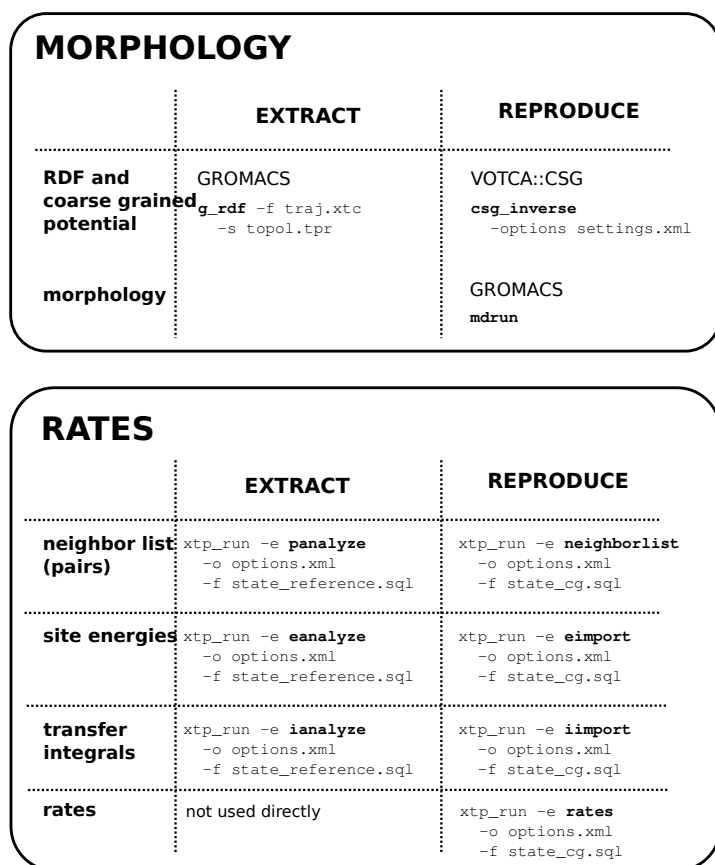 MORPHOLOGY
EXTRACT
REPRODUCE
RDF and
coarse grained
potential
GROMACS
g_rdf -f traj.xtc
-s topol.tpr
VOTCA::CSG
csg_inverse
-options settings.xml
morphology
GROMACS
mdrun
RATES
EXTRACT
REPRODUCE
neighbor list
(pairs)
xtp_run -e panalyze
-o options.xml
-f state_reference.sql
xtp_run -e neighborlist
-o options.xml
-f state_cg.sql
site energies
xtp_run -e eanalyze
-o options.xml
-f state_reference.sql
xtp_run -e eimport
-o options.xml
-f state_cg.sql
transfer
integrals
xtp_run -e ianalyze
-o options.xml
-f state_reference.sql
xtp_run -e iimport
-o options.xml
-f state_cg.sql
rates
not used directly
xtp_run -e rates
-o options.xml
-f state_cg.sql